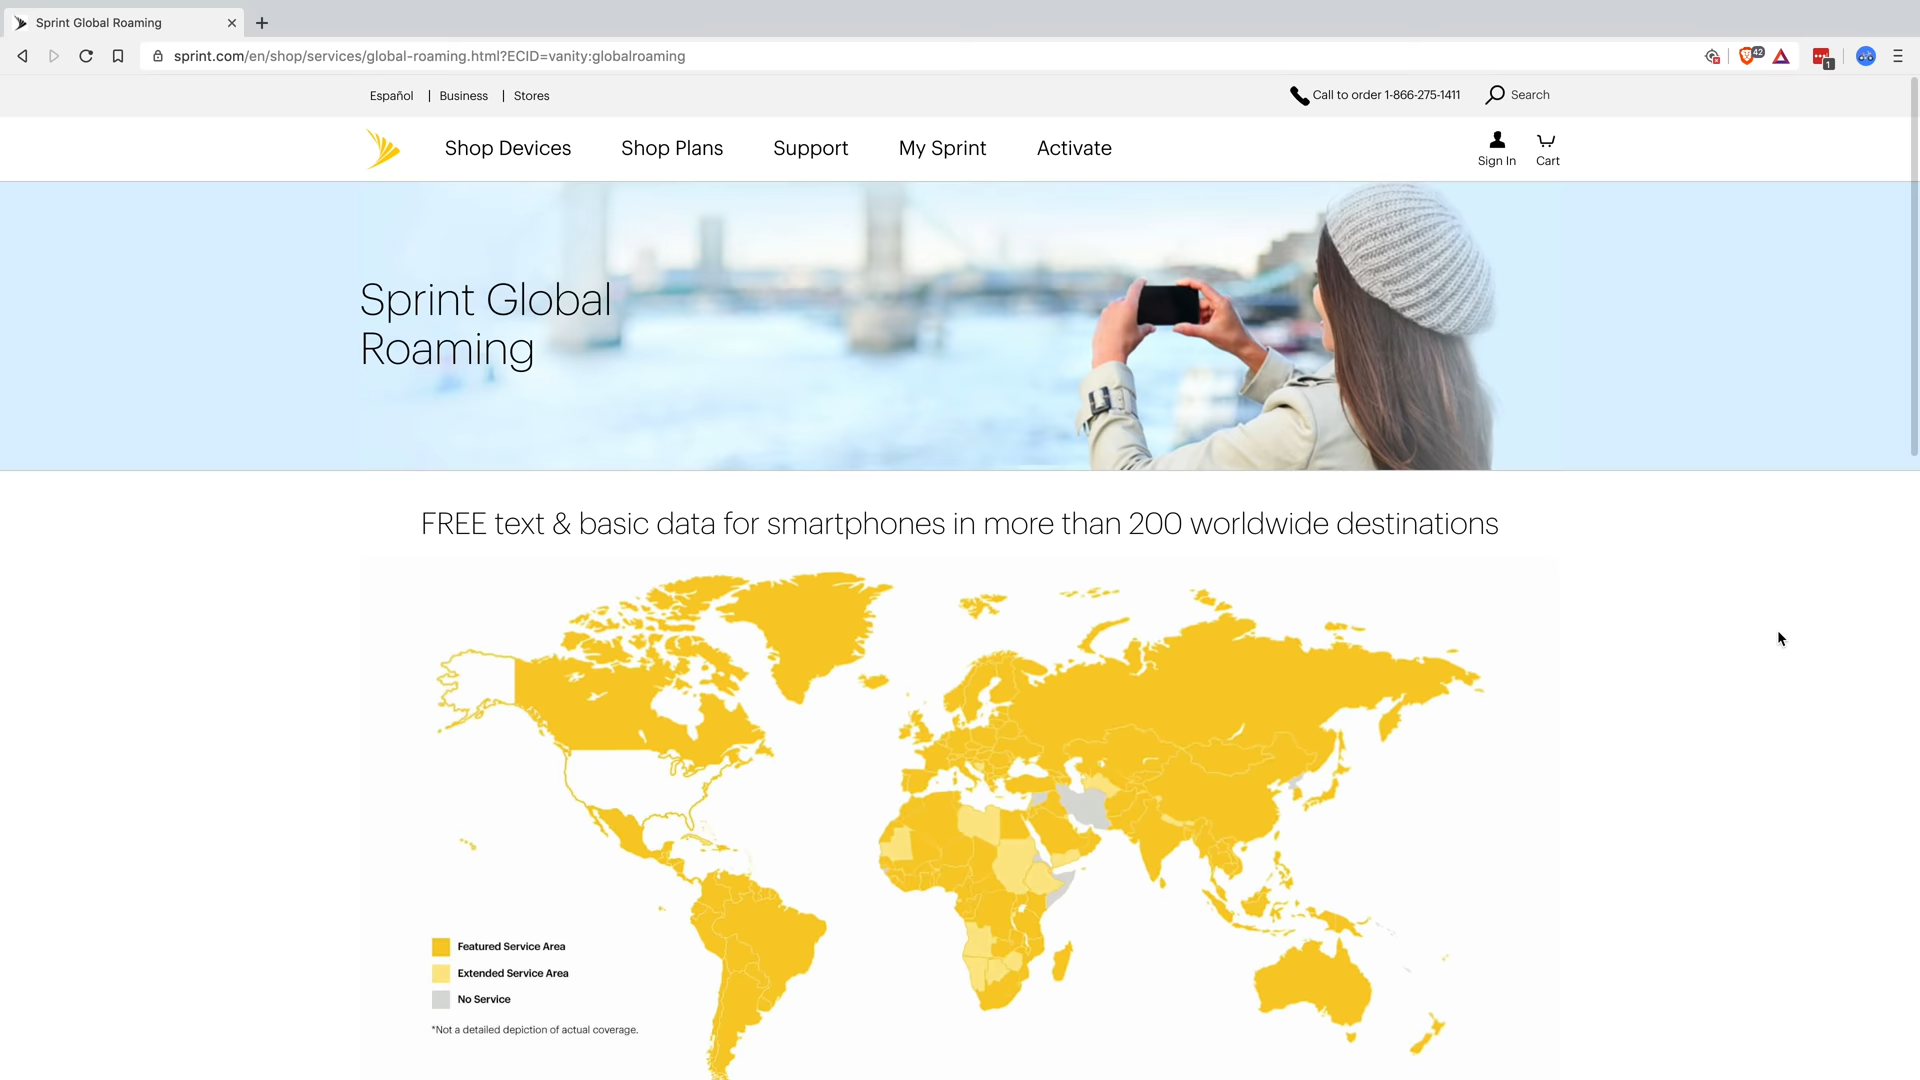 Sprint Global Roaming
sprint.com/en/shop/services/global-roaming.html?ECID=vanity:globalroaming
42
1
Español | Business | Stores
Call to order 1-866-275-1411
Search
Shop Devices
Shop Plans
Support
My Sprint
Activate
Sign In
Cart
Sprint Global
Roaming
FREE text & basic data for smartphones in more than 200 worldwide destinations
Featured Service Area
Extended Service Area
No Service
*Not a detailed depiction of actual coverage.